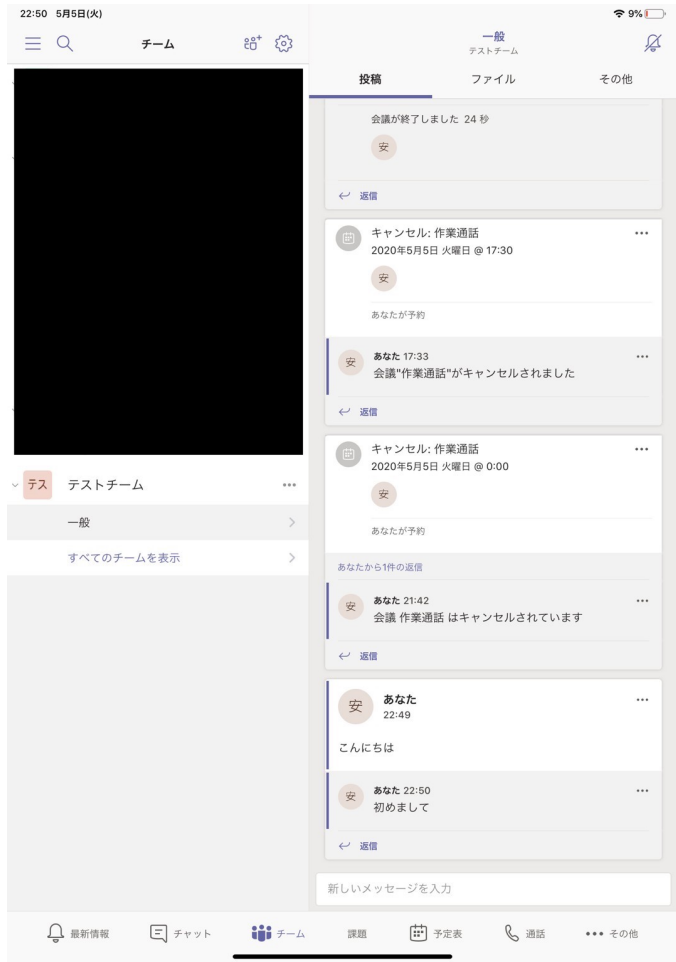 22:50 5月5日(火)
9%
チーム
一般
テストチーム
投稿
ファイル
その他
会議が終了しました 24 秒
安
返信
キャンセル: 作業通話
2020年5月5日 火曜日 @ 17:30
安
あなたが予約
安
あなた 17:33
会議"作業通話"がキャンセルされました
返信
キャンセル: 作業通話
2020年5月5日 火曜日 @ 0:00
安
あなたが予約
あなたから1件の返信
安
あなた 21:42
会議 作業通話 はキャンセルされています
返信
安
あなた
22:49
こんにちは
安
あなた 22:50
初めまして
返信
新しいメッセージを入力
テス
テストチーム
一般
すべてのチームを表示
最新情報
チャット
チーム
課題
予定表
通話
その他